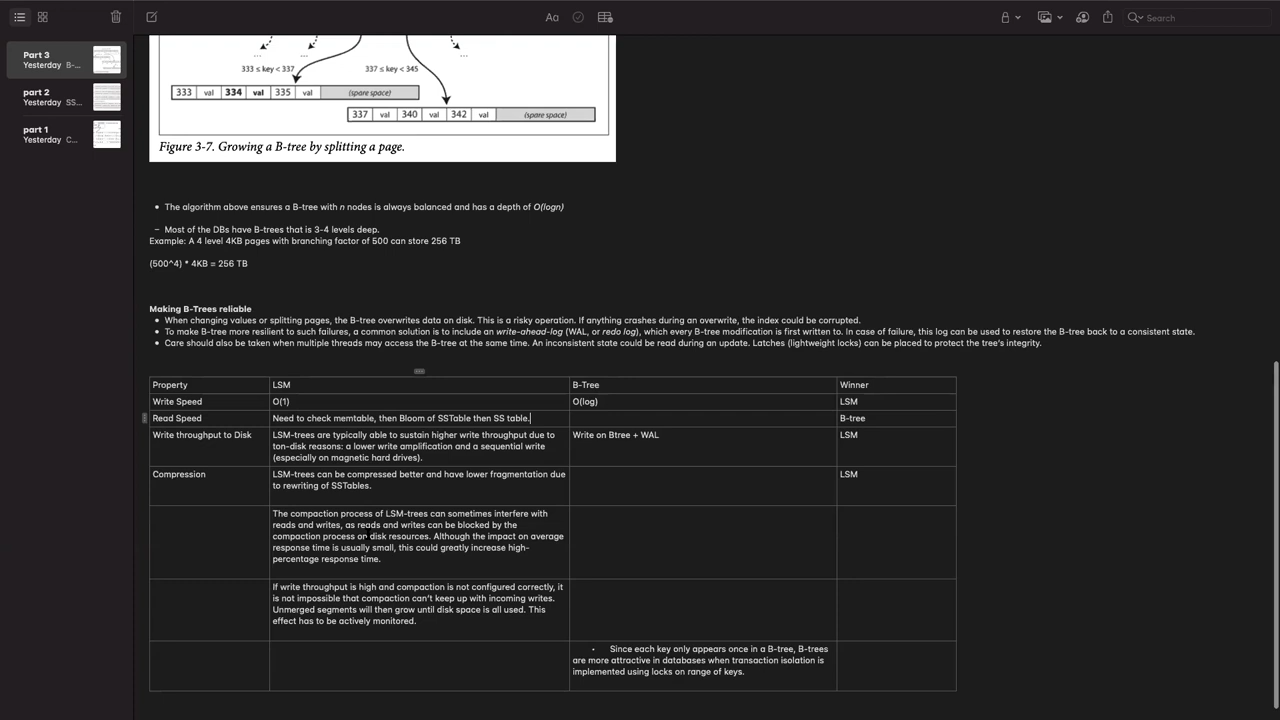 Search
Part 3
Yesterday B-...
part 2
Yesterday SS...
part 1
Yesterday C...
Aa
... ... ...
333 ≤ key < 337 337 ≤ key < 345
333 val 334 val 335 val (spare space)
337 val 340 val 342 val (spare space)
Figure 3-7. Growing a B-tree by splitting a page.
• The algorithm above ensures a B-tree with n nodes is always balanced and has a depth of O(logn)
– Most of the DBs have B-trees that is 3-4 levels deep.
Example: A 4 level 4KB pages with branching factor of 500 can store 256 TB
(500^4) * 4KB = 256 TB
Making B-Trees reliable
• When changing values or splitting pages, the B-tree overwrites data on disk. This is a risky operation. If anything crashes during an overwrite, the index could be corrupted.
• To make B-tree more resilient to such failures, a common solution is to include an write-ahead-log (WAL, or redo log), which every B-tree modification is first written to. In case of failure, this log can be used to restore the B-tree back to a consistent state.
• Care should also be taken when multiple threads may access the B-tree at the same time. An inconsistent state could be read during an update. Latches (lightweight locks) can be placed to protect the tree's integrity.
Property LSM B-Tree Winner
Write Speed O(1) O(log) LSM
Read Speed Need to check memtable, then Bloom of SSTable then SS table. B-tree
Write throughput to Disk LSM-trees are typically able to sustain higher write throughput due to Write on Btree + WAL LSM
ton-disk reasons: a lower write amplification and a sequential write
(especially on magnetic hard drives).
Compression LSM-trees can be compressed better and have lower fragmentation due LSM
to rewriting of SSTables.
The compaction process of LSM-trees can sometimes interfere with
reads and writes, as reads and writes can be blocked by the
compaction process on disk resources. Although the impact on average
response time is usually small, this could greatly increase high-
percentage response time.
If write throughput is high and compaction is not configured correctly, it
is not impossible that compaction can't keep up with incoming writes.
Unmerged segments will then grow until disk space is all used. This
effect has to be actively monitored.
• Since each key only appears once in a B-tree, B-trees
are more attractive in databases when transaction isolation is
implemented using locks on range of keys.